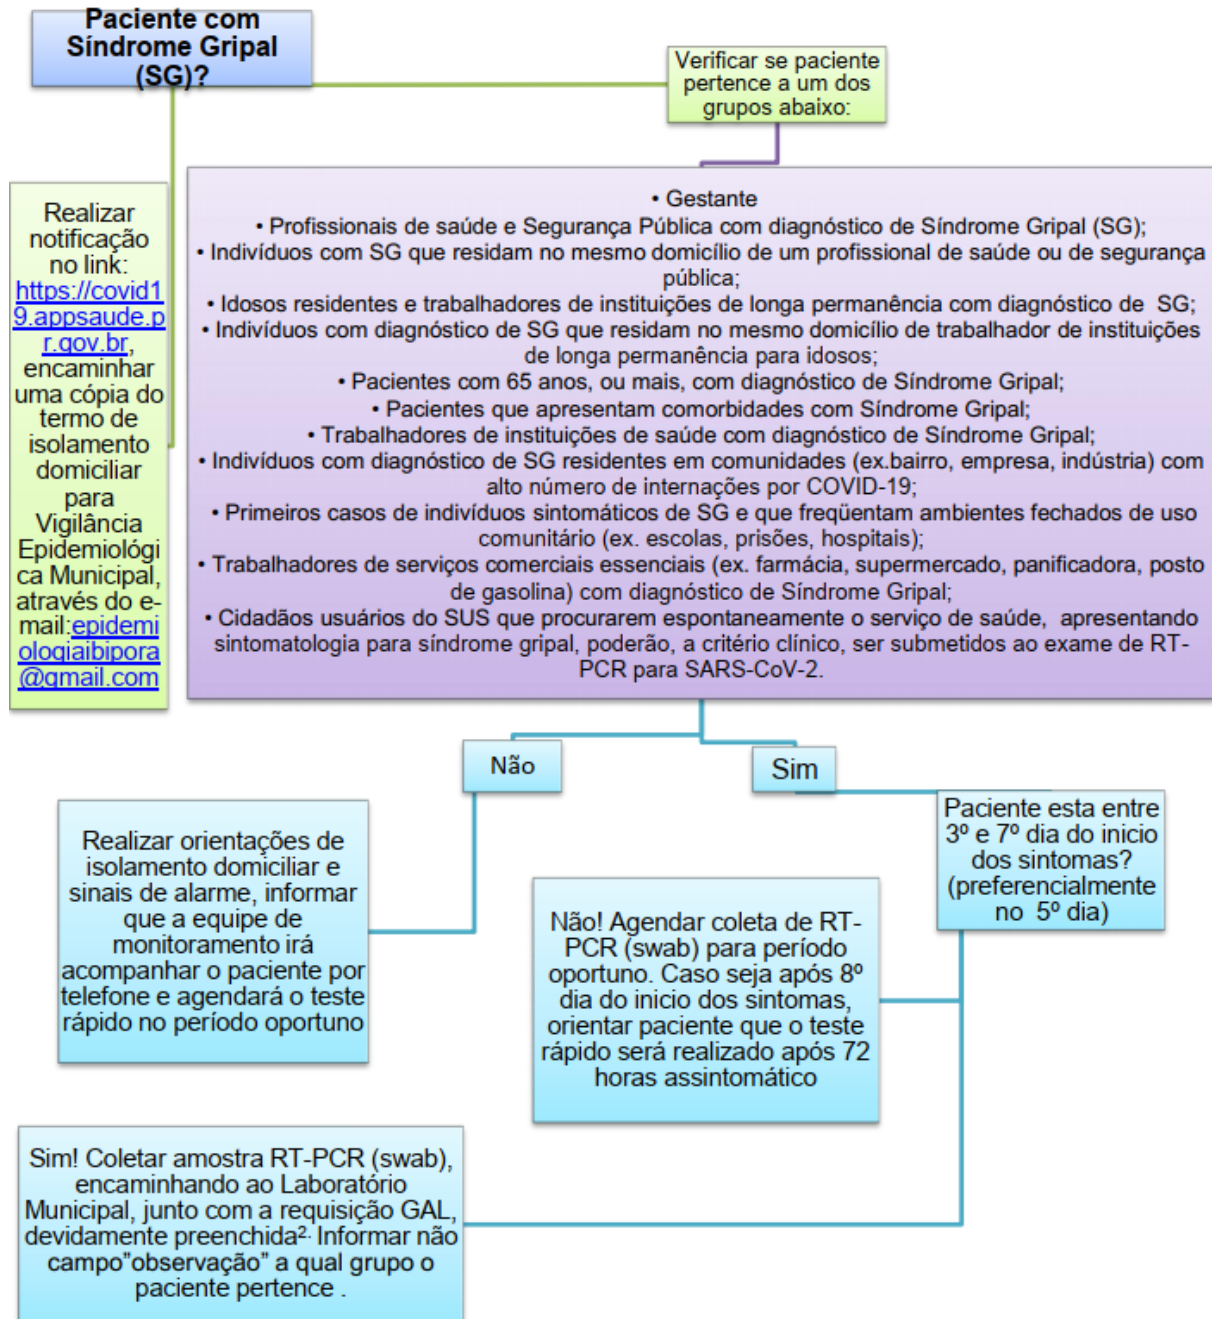 Paciente com
Síndrome Gripal
(SG)?
Verificar se paciente
pertence a um dos
grupos abaixo:
Realizar
notificação
no link:
https://covid1
9.appsaude.p
r.gov.br,
encaminhar
uma cópia do
termo de
isolamento
domiciliar
para
Vigilância
Epidemiológi
ca Municipal,
através do e-
mail:epidemi
ologiaibipora
@gmail.com
• Gestante
• Profissionais de saúde e Segurança Pública com diagnóstico de Síndrome Gripal (SG);
• Indivíduos com SG que residam no mesmo domicílio de um profissional de saúde ou de segurança
pública;
• Idosos residentes e trabalhadores de instituições de longa permanência com diagnóstico de SG;
• Indivíduos com diagnóstico de SG que residam no mesmo domicílio de trabalhador de instituições
de longa permanência para idosos;
• Pacientes com 65 anos, ou mais, com diagnóstico de Síndrome Gripal;
• Pacientes que apresentam comorbidades com Síndrome Gripal;
• Trabalhadores de instituições de saúde com diagnóstico de Síndrome Gripal;
• Indivíduos com diagnóstico de SG residentes em comunidades (ex.bairro, empresa, indústria) com
alto número de internações por COVID-19;
• Primeiros casos de indivíduos sintomáticos de SG e que freqüentam ambientes fechados de uso
comunitário (ex. escolas, prisões, hospitais);
• Trabalhadores de serviços comerciais essenciais (ex. farmácia, supermercado, panificadora, posto
de gasolina) com diagnóstico de Síndrome Gripal;
• Cidadãos usuários do SUS que procurarem espontaneamente o serviço de saúde, apresentando
sintomatologia para síndrome gripal, poderão, a critério clínico, ser submetidos ao exame de RT-
PCR para SARS-CoV-2.
Não
Sim
Realizar orientações de
isolamento domiciliar e
sinais de alarme, informar
que a equipe de
monitoramento irá
acompanhar o paciente por
telefone e agendará o teste
rápido no período oportuno
Paciente esta entre
3º e 7º dia do inicio
dos sintomas?
(preferencialmente
no 5º dia)
Não! Agendar coleta de RT-
PCR (swab) para período
oportuno. Caso seja após 8º
dia do inicio dos sintomas,
orientar paciente que o teste
rápido será realizado após 72
horas assintomático
Sim! Coletar amostra RT-PCR (swab),
encaminhando ao Laboratório
Municipal, junto com a requisição GAL,
devidamente preenchida². Informar não
campo"observação" a qual grupo o
paciente pertence .